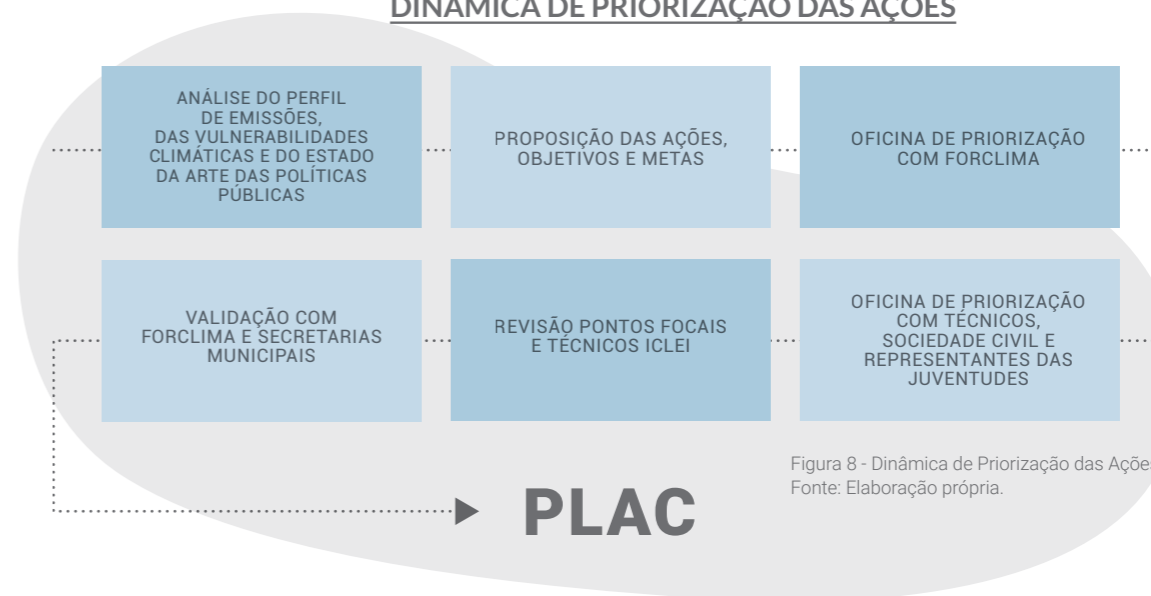 DINÂMICA DE PRIORIZAÇÃO DAS AÇÕES
ANÁLISE DO PERFIL
DE EMISSÕES,
DAS VULNERABILIDADES
CLIMÁTICAS E DO ESTADO
DA ARTE DAS POLÍTICAS
PÚBLICAS
PROPOSIÇÃO DAS AÇÕES,
OBJETIVOS E METAS
OFICINA DE PRIORIZAÇÃO
COM FORCLIMA
OFICINA DE PRIORIZAÇÃO
COM TÉCNICOS,
SOCIEDADE CIVIL E
REPRESENTANTES DAS
JUVENTUDES
REVISÃO PONTOS FOCAIS
E TÉCNICOS ICLEI
VALIDAÇÃO COM
FORCLIMA E SECRETARIAS
MUNICIPAIS
PLAC
Figura 8 - Dinâmica de Priorização das Açõe
Fonte: Elaboração própria.